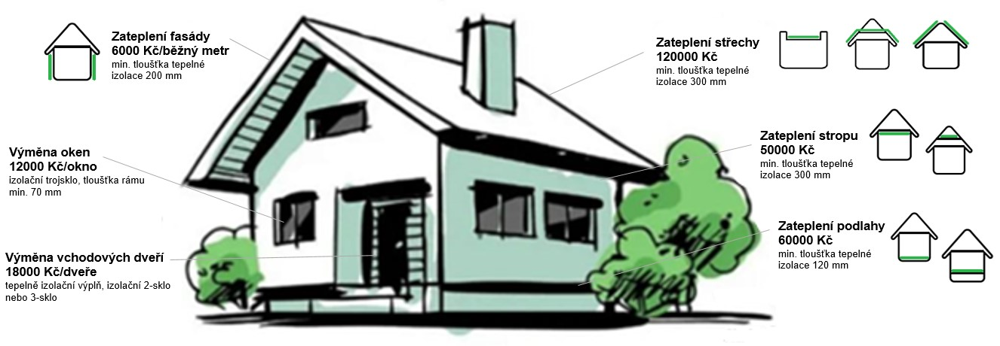 Zateplení fasády
6000 Kč/běžný metr
min. tloušťka tepelné
izolace 200 mm
Výměna oken
12000 Kč/okno
izolační trojsklo, tloušťka rámu
min. 70 mm
Výměna vchodových dveří
18000 Kč/dveře
tepelně izolační výplň, izolační 2-sklo
nebo 3-sklo
Zateplení střechy
120000 Kč
min. tloušťka tepelné
izolace 300 mm
Zateplení stropu
50000 Kč
min. tloušťka tepelné
izolace 300 mm
Zateplení podlahy
60000 Kč
min. tloušťka tepelné
izolace 120 mm